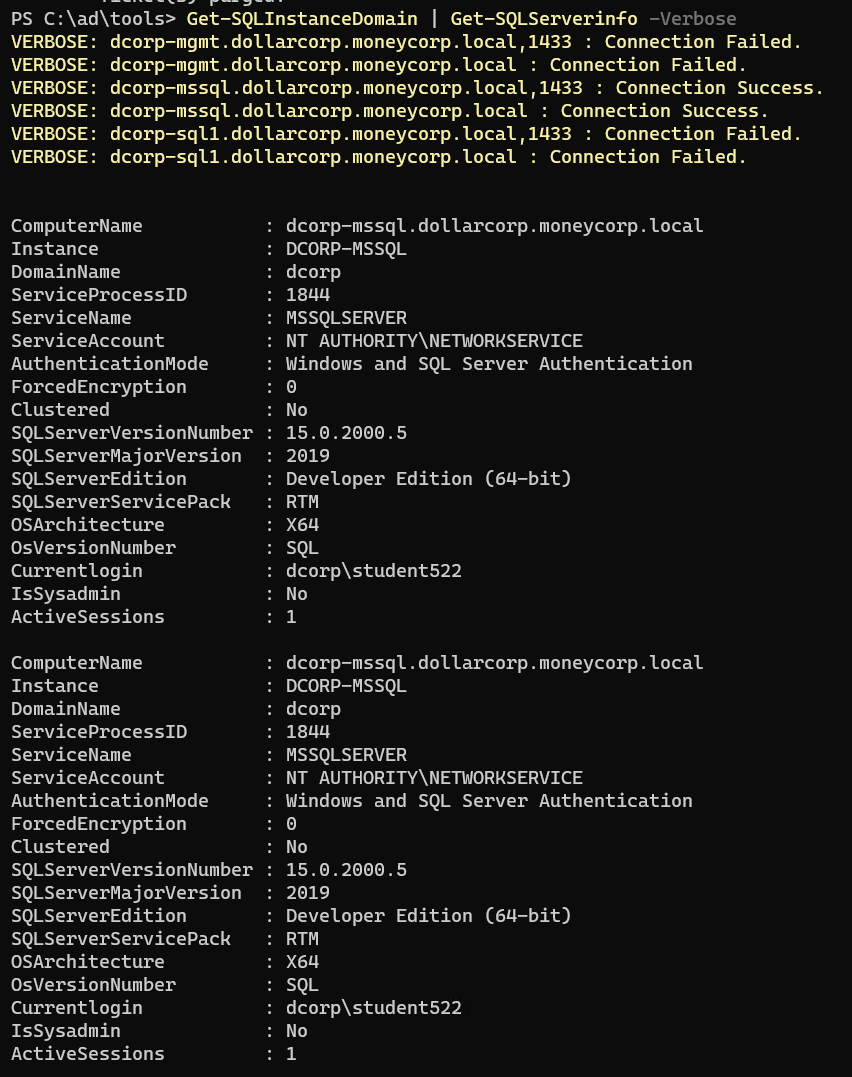 PS C:\ad\tools> Get-SQLInstanceDomain | Get-SQLServerinfo -Verbose
VERBOSE: dcorp-mgmt.dollarcorp.moneycorp.local,1433 : Connection Failed.
VERBOSE: dcorp-mgmt.dollarcorp.moneycorp.local : Connection Failed.
VERBOSE: dcorp-mssql.dollarcorp.moneycorp.local,1433 : Connection Success.
VERBOSE: dcorp-mssql.dollarcorp.moneycorp.local : Connection Success.
VERBOSE: dcorp-sql1.dollarcorp.moneycorp.local,1433 : Connection Failed.
VERBOSE: dcorp-sql1.dollarcorp.moneycorp.local : Connection Failed.
ComputerName           : dcorp-mssql.dollarcorp.moneycorp.local
Instance               : DCORP-MSSQL
DomainName             : dcorp
ServiceProcessID       : 1844
ServiceName            : MSSQLSERVER
ServiceAccount         : NT AUTHORITY\NETWORKSERVICE
AuthenticationMode     : Windows and SQL Server Authentication
ForcedEncryption       : 0
Clustered              : No
SQLServerVersionNumber : 15.0.2000.5
SQLServerMajorVersion  : 2019
SQLServerEdition       : Developer Edition (64-bit)
SQLServerServicePack   : RTM
OSArchitecture         : X64
OsVersionNumber        : SQL
Currentlogin           : dcorp\student522
IsSysadmin             : No
ActiveSessions         : 1
ComputerName           : dcorp-mssql.dollarcorp.moneycorp.local
Instance               : DCORP-MSSQL
DomainName             : dcorp
ServiceProcessID       : 1844
ServiceName            : MSSQLSERVER
ServiceAccount         : NT AUTHORITY\NETWORKSERVICE
AuthenticationMode     : Windows and SQL Server Authentication
ForcedEncryption       : 0
Clustered              : No
SQLServerVersionNumber : 15.0.2000.5
SQLServerMajorVersion  : 2019
SQLServerEdition       : Developer Edition (64-bit)
SQLServerServicePack   : RTM
OSArchitecture         : X64
OsVersionNumber        : SQL
Currentlogin           : dcorp\student522
IsSysadmin             : No
ActiveSessions         : 1